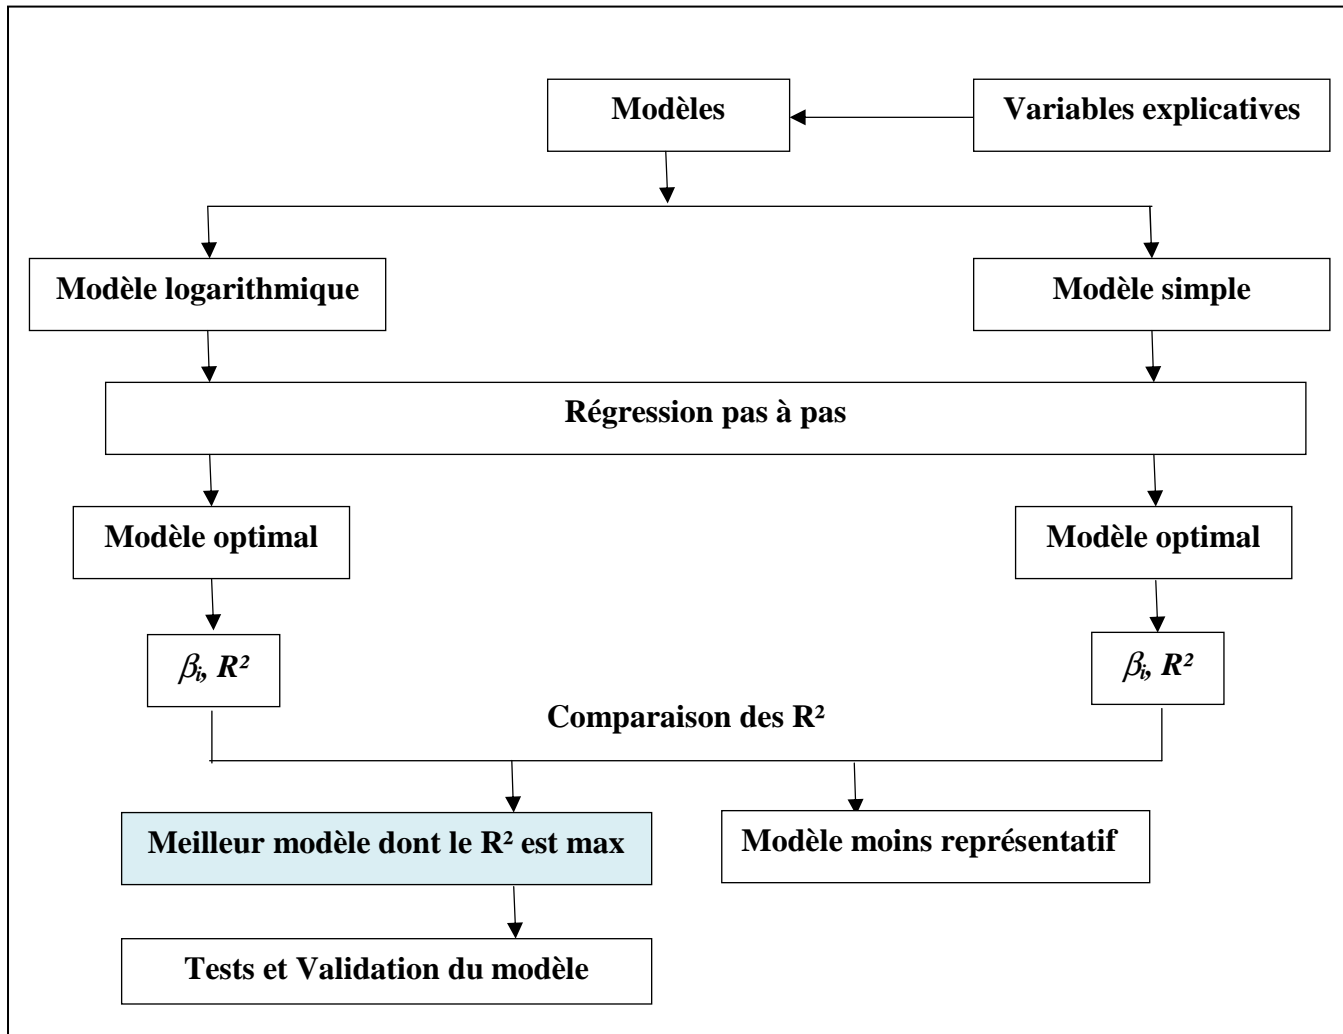 Modèles
Variables explicatives
Modèle logarithmique
Modèle simple
Régression pas à pas
Modèle optimal
Modèle optimal
βi, R²
βi, R²
Comparaison des R²
Meilleur modèle dont le R² est max
Modèle moins représentatif
Tests et Validation du modèle